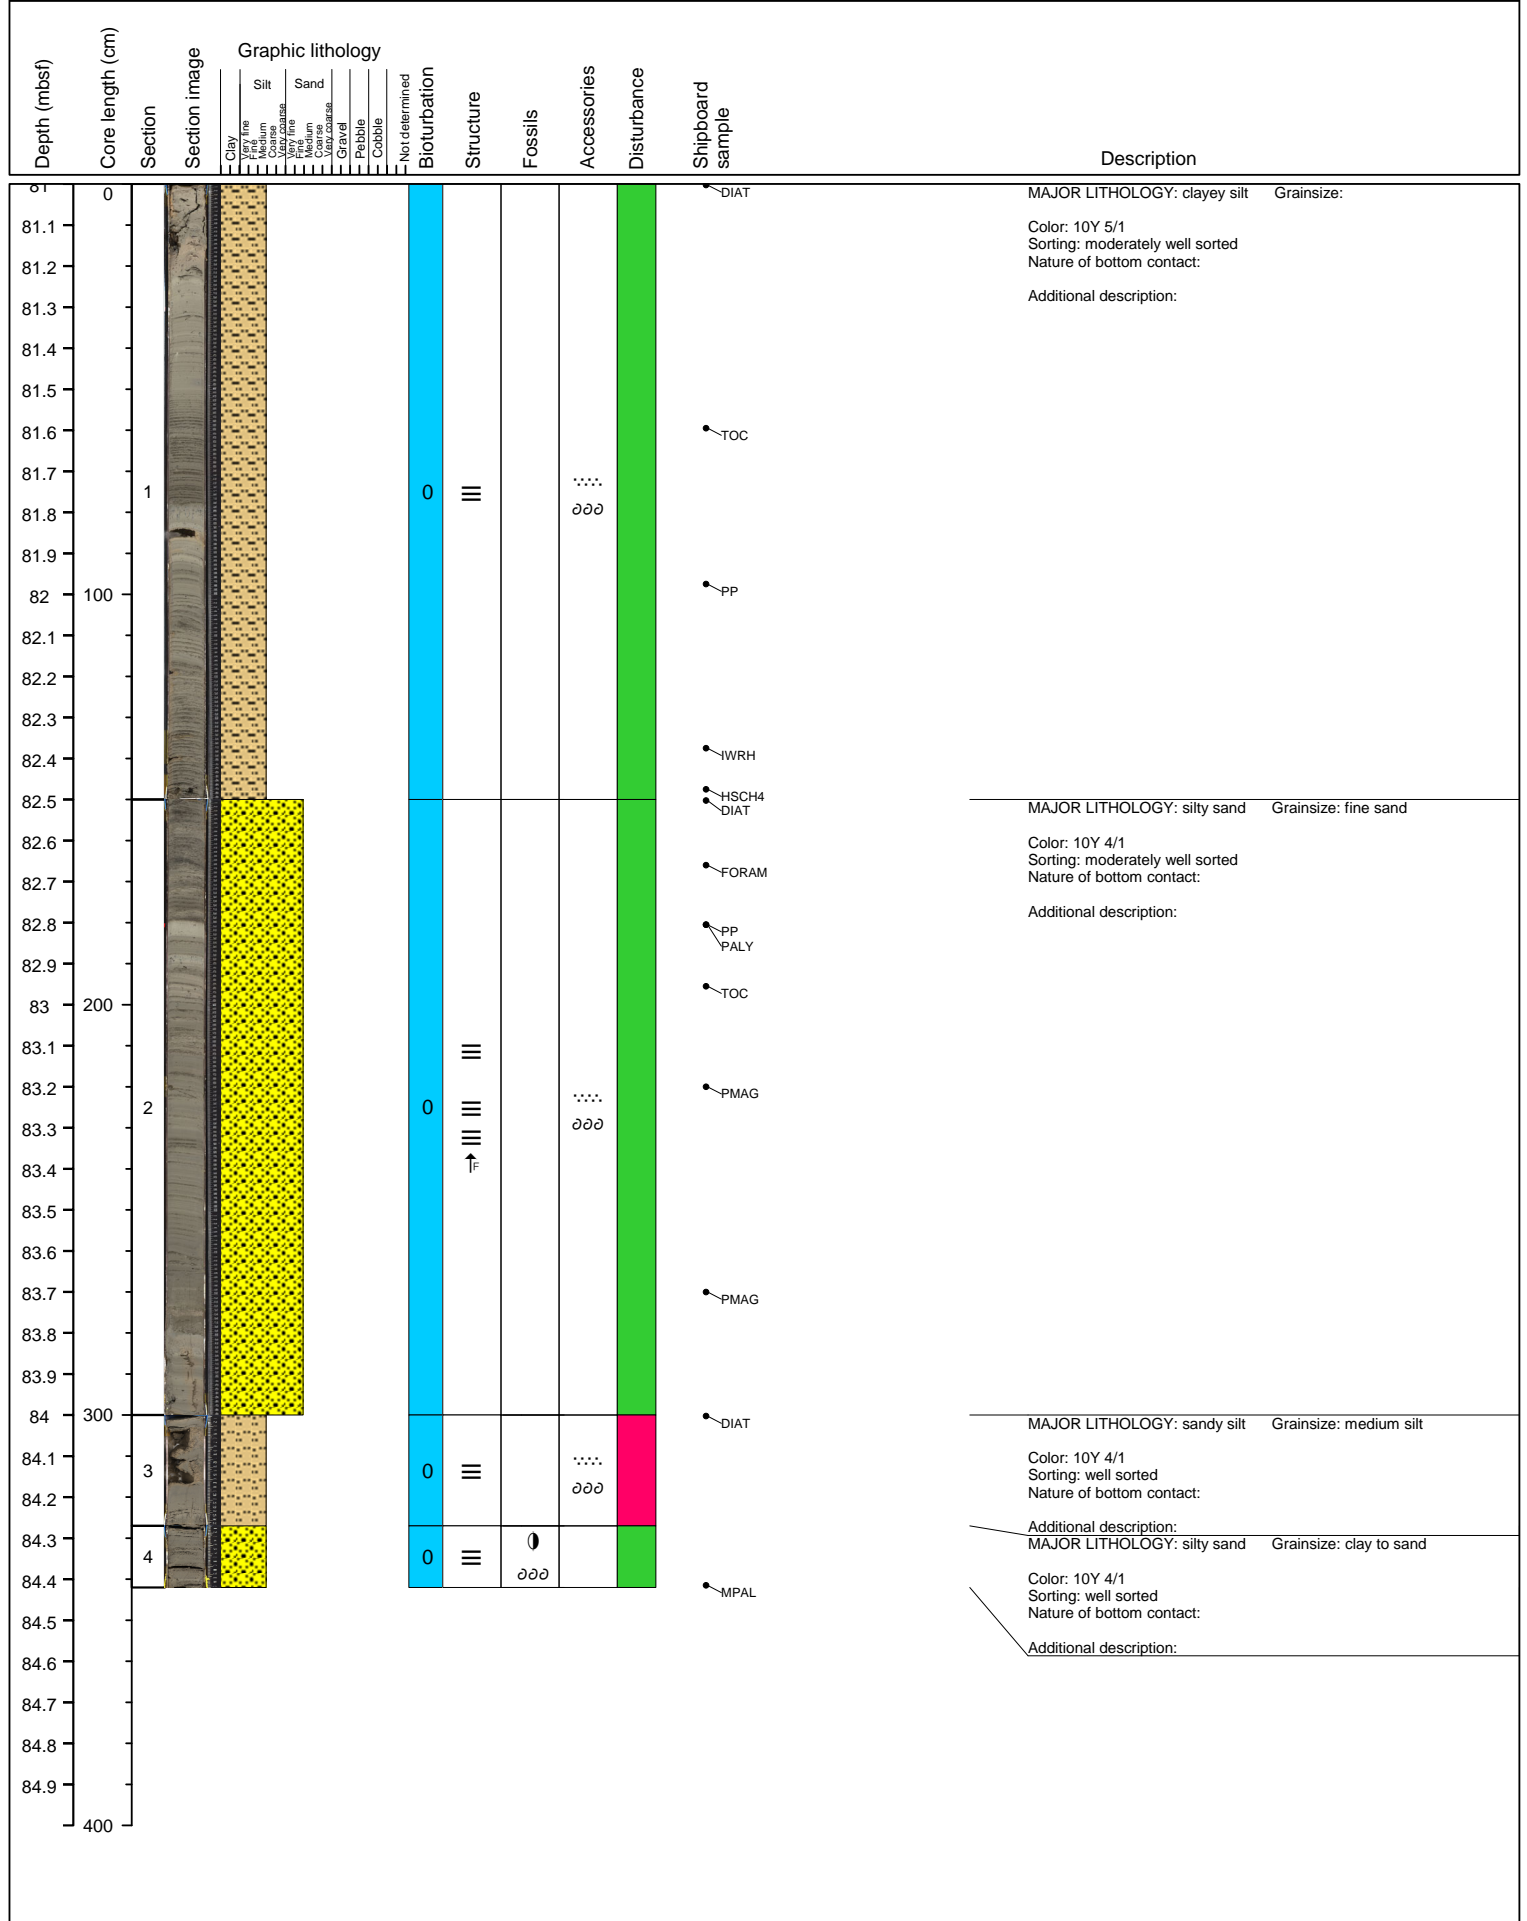 Depth (mbsf)
Core length (cm)
Section
Section image
Graphic lithology
Clay
Silt
Very fine
Fine
Medium
Coarse
Very coarse
Sand
Very fine
Fine
Medium
Coarse
Very coarse
Gravel
Pebble
Cobble
Not determined
Bioturbation
Structure
Fossils
Accessories
Disturbance
Shipboard
sample
Description
81
81.1
81.2
81.3
81.4
81.5
81.6
81.7
81.8
81.9
82
82.1
82.2
82.3
82.4
82.5
82.6
82.7
82.8
82.9
83
83.1
83.2
83.3
83.4
83.5
83.6
83.7
83.8
83.9
84
84.1
84.2
84.3
84.4
84.5
84.6
84.7
84.8
84.9
0
100
200
300
400
1
2
3
4
0
0
0
0
F
DIAT
TOC
PP
IWRH
HSCH4
DIAT
FORAM
PP
PALY
TOC
PMAG
PMAG
DIAT
MPAL
MAJOR LITHOLOGY: clayey silt Grainsize:
Color: 10Y 5/1
Sorting: moderately well sorted
Nature of bottom contact:
Additional description:
MAJOR LITHOLOGY: silty sand Grainsize: fine sand
Color: 10Y 4/1
Sorting: moderately well sorted
Nature of bottom contact:
Additional description:
MAJOR LITHOLOGY: sandy silt Grainsize: medium silt
Color: 10Y 4/1
Sorting: well sorted
Nature of bottom contact:
Additional description:
MAJOR LITHOLOGY: silty sand Grainsize: clay to sand
Color: 10Y 4/1
Sorting: well sorted
Nature of bottom contact:
Additional description: